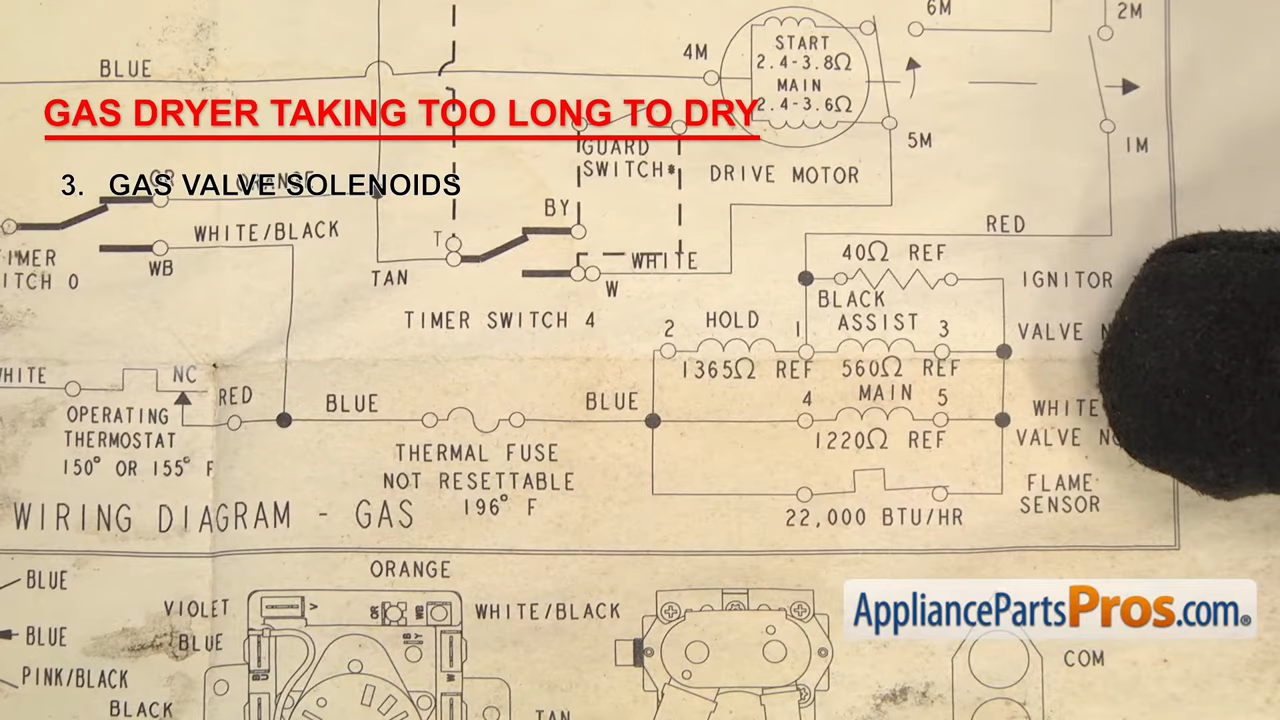 6M
2M
4M
START
2.4-3.8Ω
MAIN
2.4-3.6Ω
BLUE
GAS DRYER TAKING TOO LONG TO DRY
5M
1M
GUARD
SWITCH*
DRIVE MOTOR
3. GAS VALVE SOLENOIDS
OR ORANGE
WHITE/BLACK
BY
RED
T
WB
TAN
WHITE
W
40Ω REF
IGNITOR
BLACK
TIMER SWITCH 4
2 HOLD 1 ASSIST 3
VALVE
1365Ω REF 560Ω REF
NC
RED
BLUE
BLUE
4 MAIN 5
WHITE
OPERATING
THERMOSTAT
150° OR 155° F
THERMAL FUSE
NOT RESETTABLE
196° F
1220Ω REF
VALVE
FLAME
SENSOR
22,000 BTU/HR
WIRING DIAGRAM - GAS
ORANGE
BLUE
VIOLET
V
OR
WB
WHITE/BLACK
AppliancePartsPros.com®
BLUE
BLUE
BY
COM
PINK/BLACK
W
BLACK
TAN